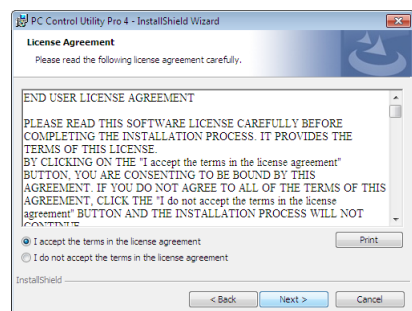 PC Control Utility Pro 4 - InstallShield Wizard
License Agreement
Please read the following license agreement carefully.
END USER LICENSE AGREEMENT
PLEASE READ THIS SOFTWARE LICENSE CAREFULLY BEFORE
COMPLETING THE INSTALLATION PROCESS. IT PROVIDES THE
TERMS OF THIS LICENSE.
BY CLICKING ON THE "I accept the terms in the license agreement"
BUTTON, YOU ARE CONSENTING TO BE BOUND BY THIS
AGREEMENT. IF YOU DO NOT AGREE TO ALL OF THE TERMS OF THIS
AGREEMENT, CLICK THE "I do not accept the terms in the license
agreement" BUTTON AND THE INSTALLATION PROCESS WILL NOT
CONTINUE
I accept the terms in the license agreement
Print
I do not accept the terms in the license agreement
InstallShield
< Back
Next >
Cancel